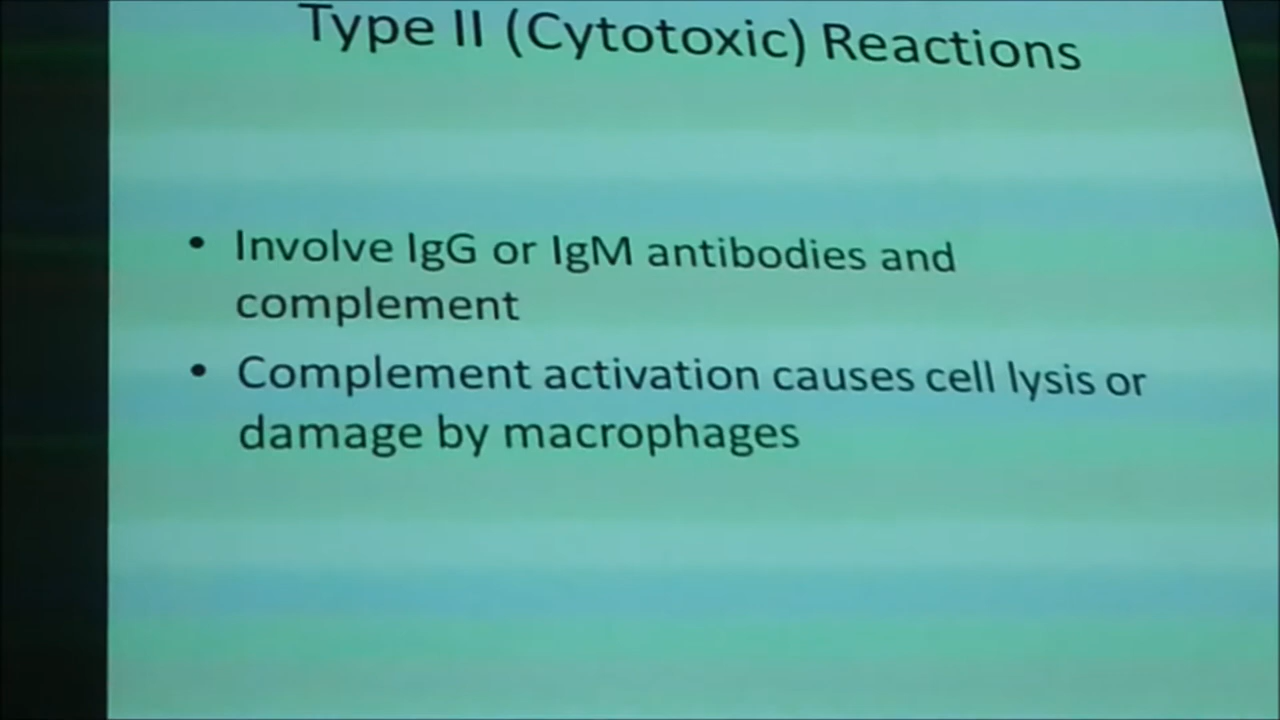 Type II (Cytotoxic) Reactions
• Involve IgG or IgM antibodies and
complement
• Complement activation causes cell lysis or
damage by macrophages